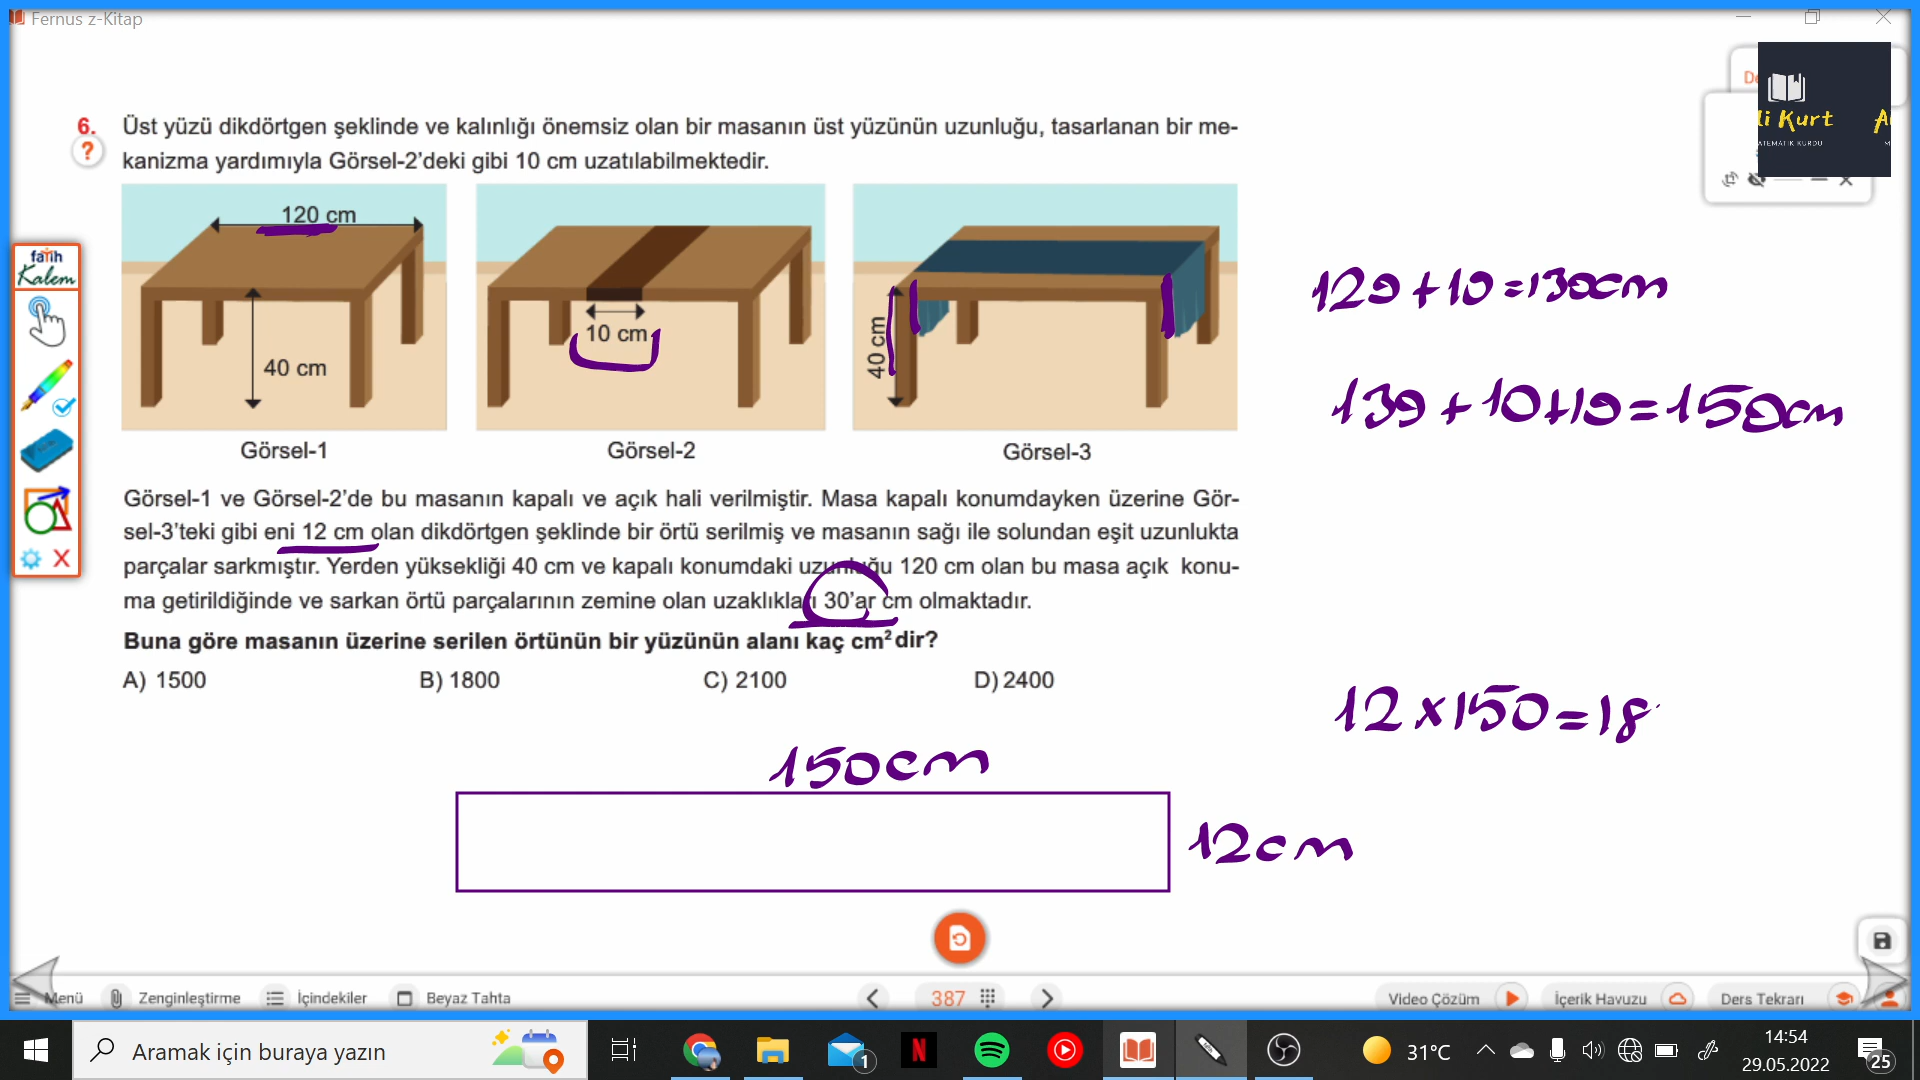 Fernus z-Kitap
6. Üst yüzü dikdörtgen şeklinde ve kalınlığı önemsiz olan bir masanın üst yüzünün uzunluğu, tasarlanan bir me-
? kanizma yardımıyla Görsel-2’deki gibi 10 cm uzatılabilmektedir.
120 cm
40 cm
Görsel-1
10 cm
Görsel-2
40 cm
Görsel-3
Görsel-1 ve Görsel-2’de bu masanın kapalı ve açık hali verilmiştir. Masa kapalı konumdayken üzerine Gör-
sel-3’teki gibi eni 12 cm olan dikdörtgen şeklinde bir örtü serilmiş ve masanın sağı ile solundan eşit uzunlukta
parçalar sarkmıştır. Yerden yüksekliği 40 cm ve kapalı konumdaki uzunluğu 120 cm olan bu masa açık konu-
ma getirildiğinde ve sarkan örtü parçalarının zemine olan uzaklıkları 30’ar cm olmaktadır.
Buna göre masanın üzerine serilen örtünün bir yüzünün alanı kaç cm² dir?
A) 1500 B) 1800 C) 2100 D) 2400
120+10=130cm
130+10+10=150cm
12x150=18
150cm
12cm
fatih
Kalem
li Kurt
ATEMATİK KURDU
Menü Zenginleştirme İçindekiler Beyaz Tahta 387 Video Çözüm İçerik Havuzu Ders Tekrarı
Aramak için buraya yazın
1
31°C
14:54
29.05.2022
25